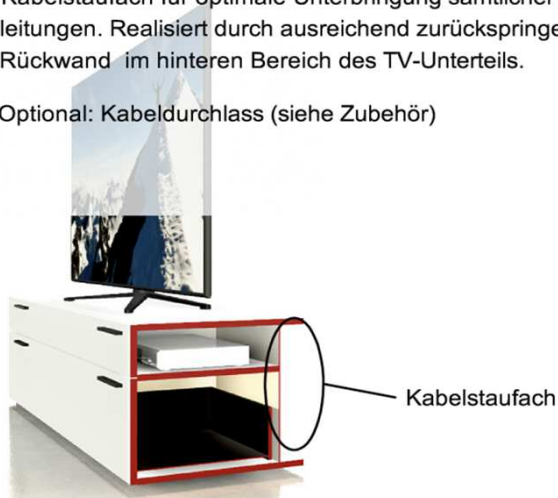 Kabelstaufach für optimale Unterbringung sämtlicher
leitungen. Realisiert durch ausreichend zurückspringe
Rückwand im hinteren Bereich des TV-Unterteils.
Optional: Kabeldurchlass (siehe Zubehör)
Kabelstaufach